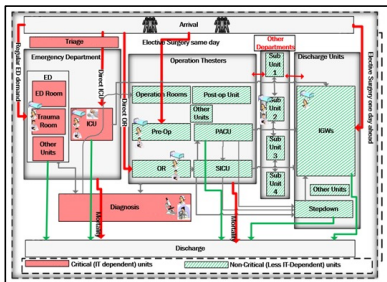 Arrival
Triage
Elective Surgery same day
Other
Departments
Emergency Department
Operation Theaters
Discharge Units
Regular ED demand
Direct ICU
Direct OR
Elective Surgery one day ahead
ED
ED Room
Trauma
Room
Other
Units
ICU
Operation Rooms
Post-op Unit
Other
Units
Pre-Op
PACU
OR
SICU
Sub
Unit
1
Sub
Unit
2
Sub
Unit
3
Sub
Unit
4
IGWs
Other Units
Stepdown
Mortality
Mortality
Diagnosis
Discharge
Critical (IT dependent) units
Non-Critical (Less IT-Dependent) units